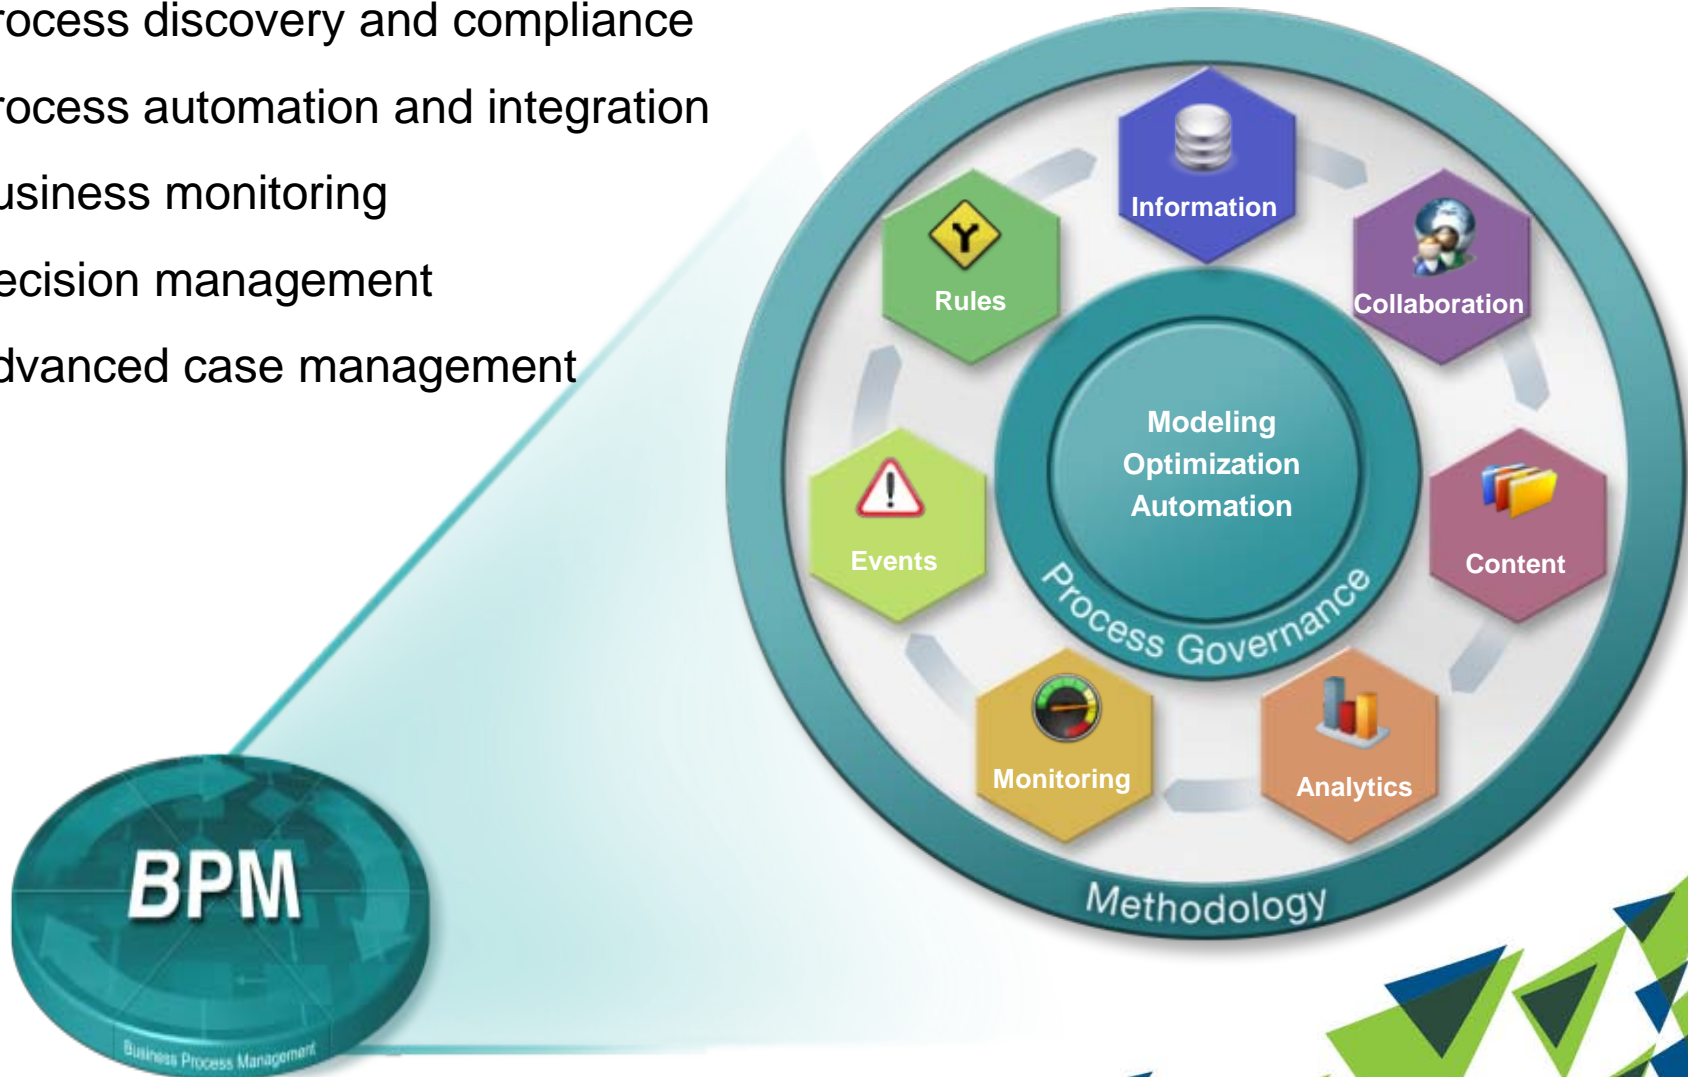 rocess discovery and compliance
rocess automation and integration
usiness monitoring
ecision management
dvanced case management
Information
Rules
Collaboration
Modeling
Optimization
Automation
Events
Content
Process Governance
Monitoring
Analytics
Methodology
BPM
Business Process Management